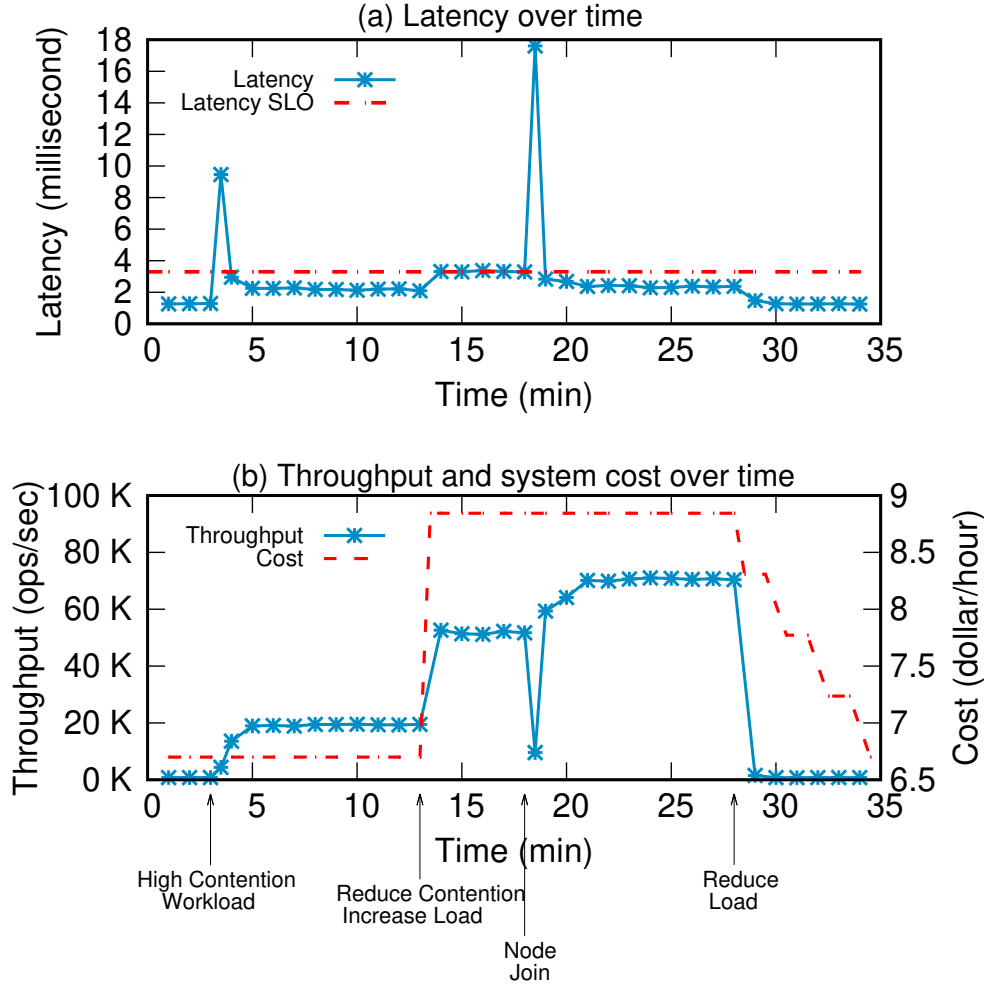 (a) Latency over time
18
16
14
12
10
8
6
4
2
0
Latency (millisecond)
Latency
Latency SLO
0 5 10 15 20 25 30 35
Time (min)
(b) Throughput and system cost over time
100 K
80 K
60 K
40 K
20 K
0 K
Throughput (ops/sec)
Throughput
Cost
9
8.5
8
7.5
7
6.5
Cost (dollar/hour)
0 5 10 15 20 25 30 35
Time (min)
High Contention
Workload
Reduce Contention
Increase Load
Node
Join
Reduce
Load